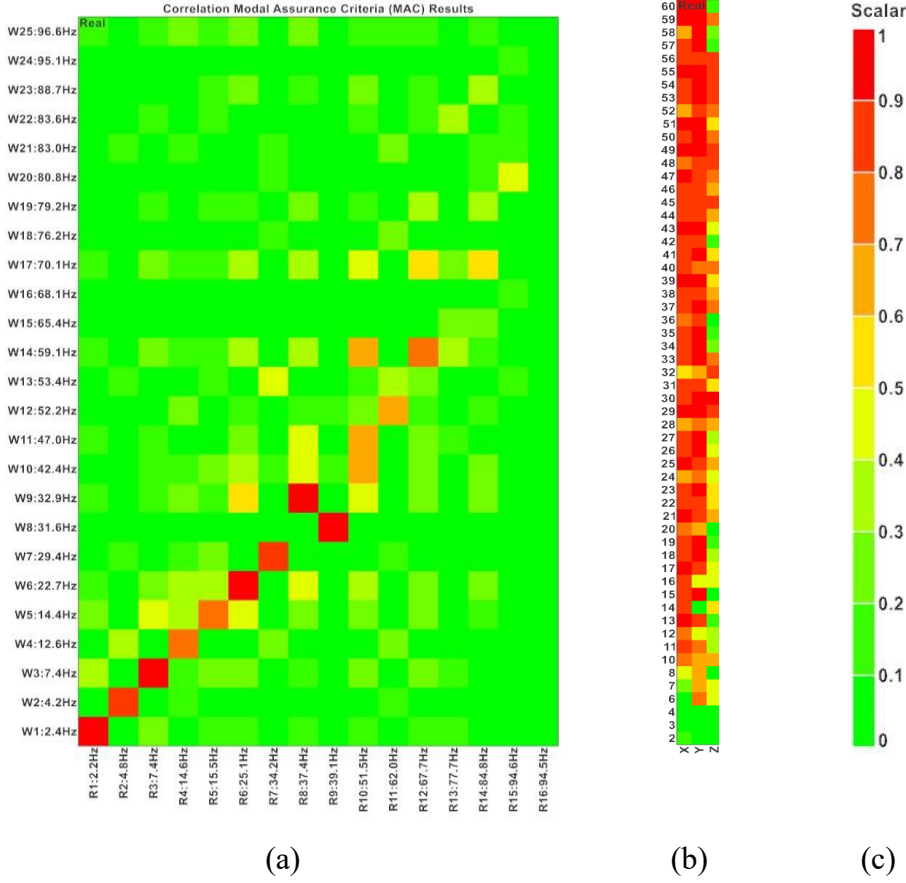 Correlation Modal Assurance Criteria (MAC) Results
Real
W25:96.6Hz
W24:95.1Hz
W23:88.7Hz
W22:83.6Hz
W21:83.0Hz
W20:80.8Hz
W19:79.2Hz
W18:76.2Hz
W17:70.1Hz
W16:68.1Hz
W15:65.4Hz
W14:59.1Hz
W13:53.4Hz
W12:52.2Hz
W11:47.0Hz
W10:42.4Hz
W9:32.9Hz
W8:31.6Hz
W7:29.4Hz
W6:22.7Hz
W5:14.4Hz
W4:12.6Hz
W3:7.4Hz
W2:4.2Hz
W1:2.4Hz
R1:2.2Hz
R2:4.8Hz
R3:7.4Hz
R4:14.6Hz
R5:15.5Hz
R6:25.1Hz
R7:34.2Hz
R8:37.4Hz
R9:39.1Hz
R10:51.5Hz
R11:62.0Hz
R12:67.7Hz
R13:77.7Hz
R14:84.8Hz
R15:94.6Hz
R16:94.5Hz
(a)
Real
60
59
58
57
56
55
54
53
52
51
50
49
48
47
46
45
44
43
42
41
40
39
38
37
36
35
34
33
32
31
30
29
28
27
26
25
24
23
22
21
20
19
18
17
16
15
14
13
12
11
10
8
7
6
4
3
2
X
Y
Z
(b)
Scalar
1
0.9
0.8
0.7
0.6
0.5
0.4
0.3
0.2
0.1
0
(c)